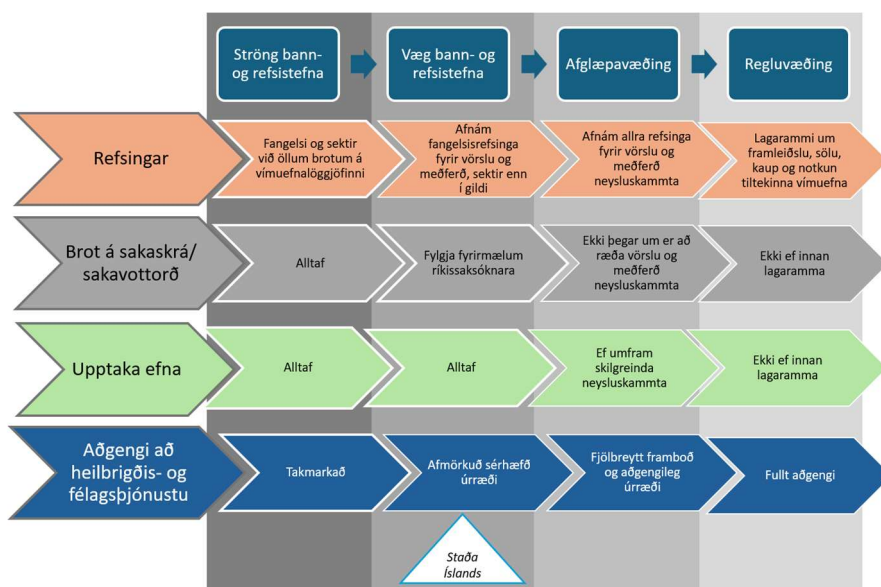 Ströng bann-
og refsistefna
Væg bann- og
refsistefna
Afglæpavæðing
Regluvæðing
Refsingar
Fangelsi og sektir
við öllum brotum á
vímuefnalöggjöfinni
Afnám
fangelsisrefsinga
fyrir vörslu og
meðferð, sektir enn
í gildi
Afnám allra refsinga
fyrir vörslu og
meðferð
neysluskammta
Lagarammi um
framleiðslu, sölu,
kaup og notkun
tiltekinna vímuefna
Brot á sakaskrá/
sakavottorð
Alltaf
Fylgja fyrirmælum
ríkissaksóknara
Ekki þegar um er að
ræða vörslu og
meðferð
neysluskammta
Ekki ef innan
lagaramma
Upptaka efna
Alltaf
Alltaf
Ef umfram
skilgreinda
neysluskammta
Ekki ef innan
lagaramma
Aðgengi að
heilbrigðis- og
félagsþjónustu
Takmarkað
Afmörkuð sérhæfð
úrræði
Fjölbreytt framboð
og aðgengileg
úrræði
Fullt aðgengi
Staða
Íslands